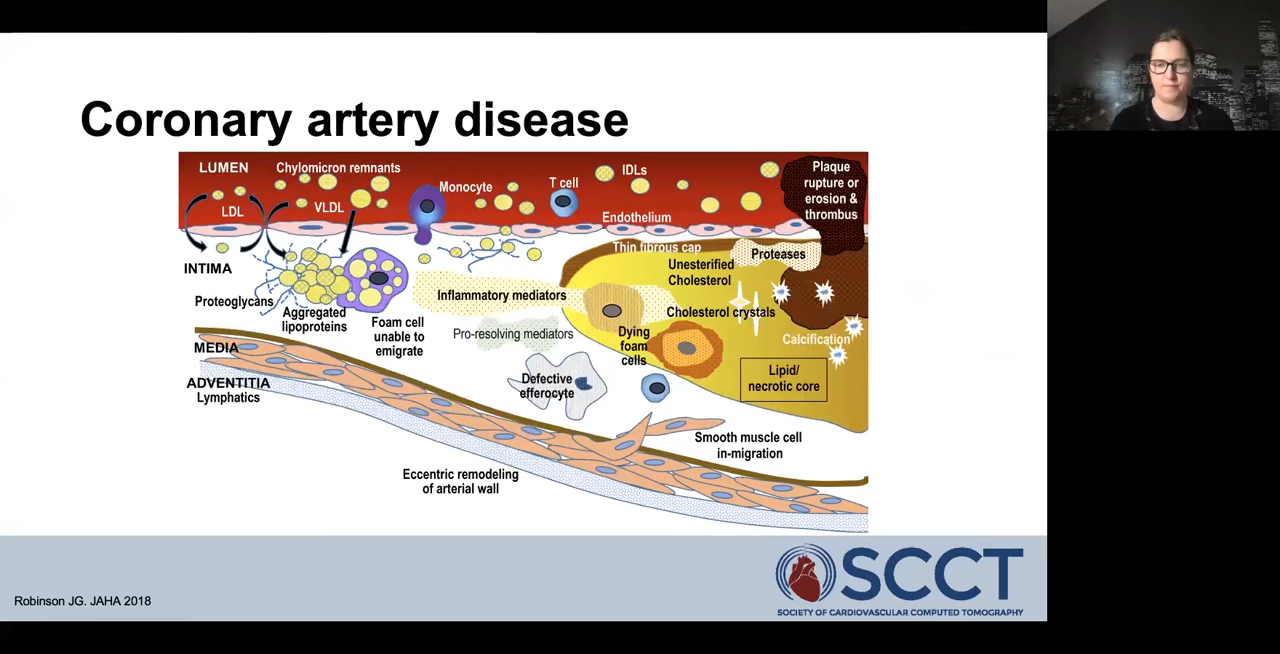 Coronary artery disease
LUMEN
Chylomicron remnants
LDL
VLDL
Monocyte
T cell
IDLs
Endothelium
Plaque
rupture or
erosion &
thrombus
Thin fibrous cap
Proteases
INTIMA
Unesterified
Cholesterol
Proteoglycans
Aggregated
lipoproteins
Foam cell
unable to
emigrate
Inflammatory mediators
Pro-resolving mediators
Cholesterol crystals
Dying
foam
cells
Calcification
MEDIA
Lipid/
necrotic core
ADVENTITIA
Lymphatics
Defective
efferocyte
Smooth muscle cell
in-migration
Eccentric remodeling
of arterial wall
Robinson JG. JAHA 2018
SCCT
SOCIETY OF CARDIOVASCULAR COMPUTED TOMOGRAPHY